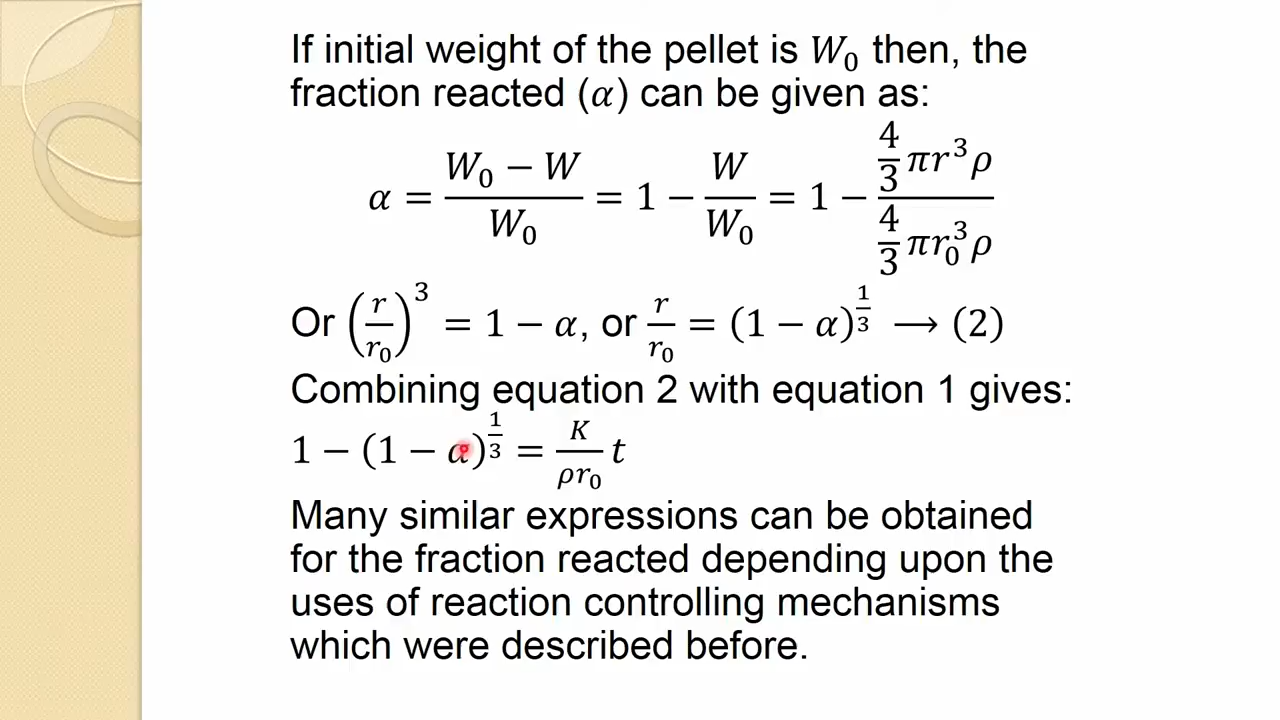 If initial weight of the pellet is W₀ then, the
fraction reacted (α) can be given as:
α = (W₀ − W)/W₀ = 1 − W/W₀ = 1 − (4/3 πr³ρ)/(4/3 πr₀³ρ)
Or (r/r₀)³ = 1 − α, or r/r₀ = (1 − α)^(1/3) ⟶ (2)
Combining equation 2 with equation 1 gives:
1 − (1 − α)^(1/3) = K/(ρr₀) t
Many similar expressions can be obtained
for the fraction reacted depending upon the
uses of reaction controlling mechanisms
which were described before.